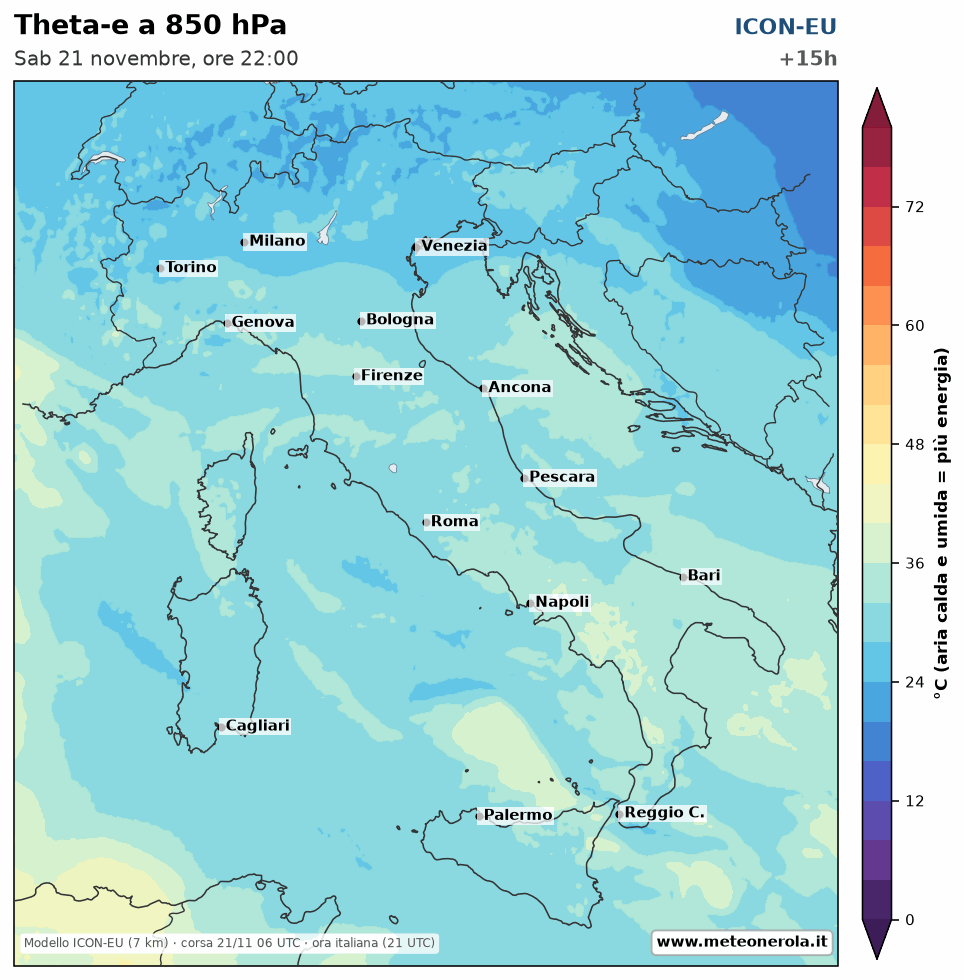 Theta-e a 850 hPa
ICON-EU
Sab 21 novembre, ore 22:00
+15h
Milano
Venezia
Torino
Genova
Bologna
Firenze
Ancona
Pescara
Roma
Bari
Napoli
Cagliari
Palermo
Reggio C.
72
60
48
36
24
12
0
°C (aria calda e umida = più energia)
Modello ICON-EU (7 km) · corsa 21/11 06 UTC · ora italiana (21 UTC)
www.meteonerola.it